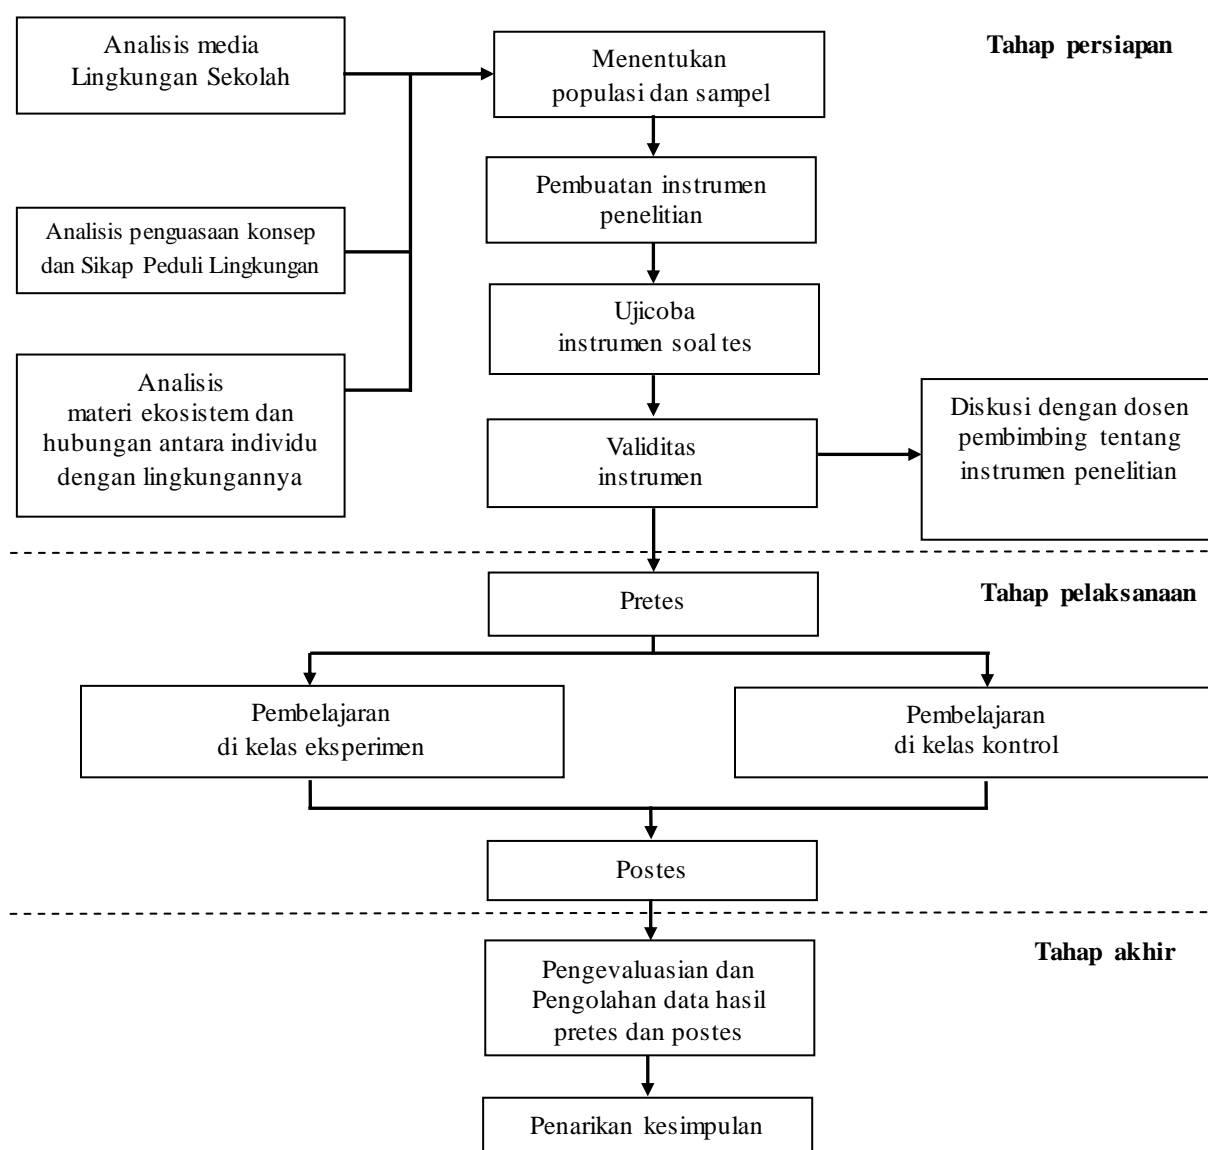 Analisis media
Lingkungan Sekolah
Menentukan
populasi dan sampel
Tahap persiapan
Pembuatan instrumen
penelitian
Analisis penguasaan konsep
dan Sikap Peduli Lingkungan
Ujicoba
instrumen soal tes
Analisis
materi ekosistem dan
hubungan antara individu
dengan lingkungannya
Validitas
instrumen
Diskusi dengan dosen
pembimbing tentang
instrumen penelitian
Tahap pelaksanaan
Pretes
Pembelajaran
di kelas eksperimen
Pembelajaran
di kelas kontrol
Postes
Tahap akhir
Pengevaluasian dan
Pengolahan data hasil
pretes dan postes
Penarikan kesimpulan